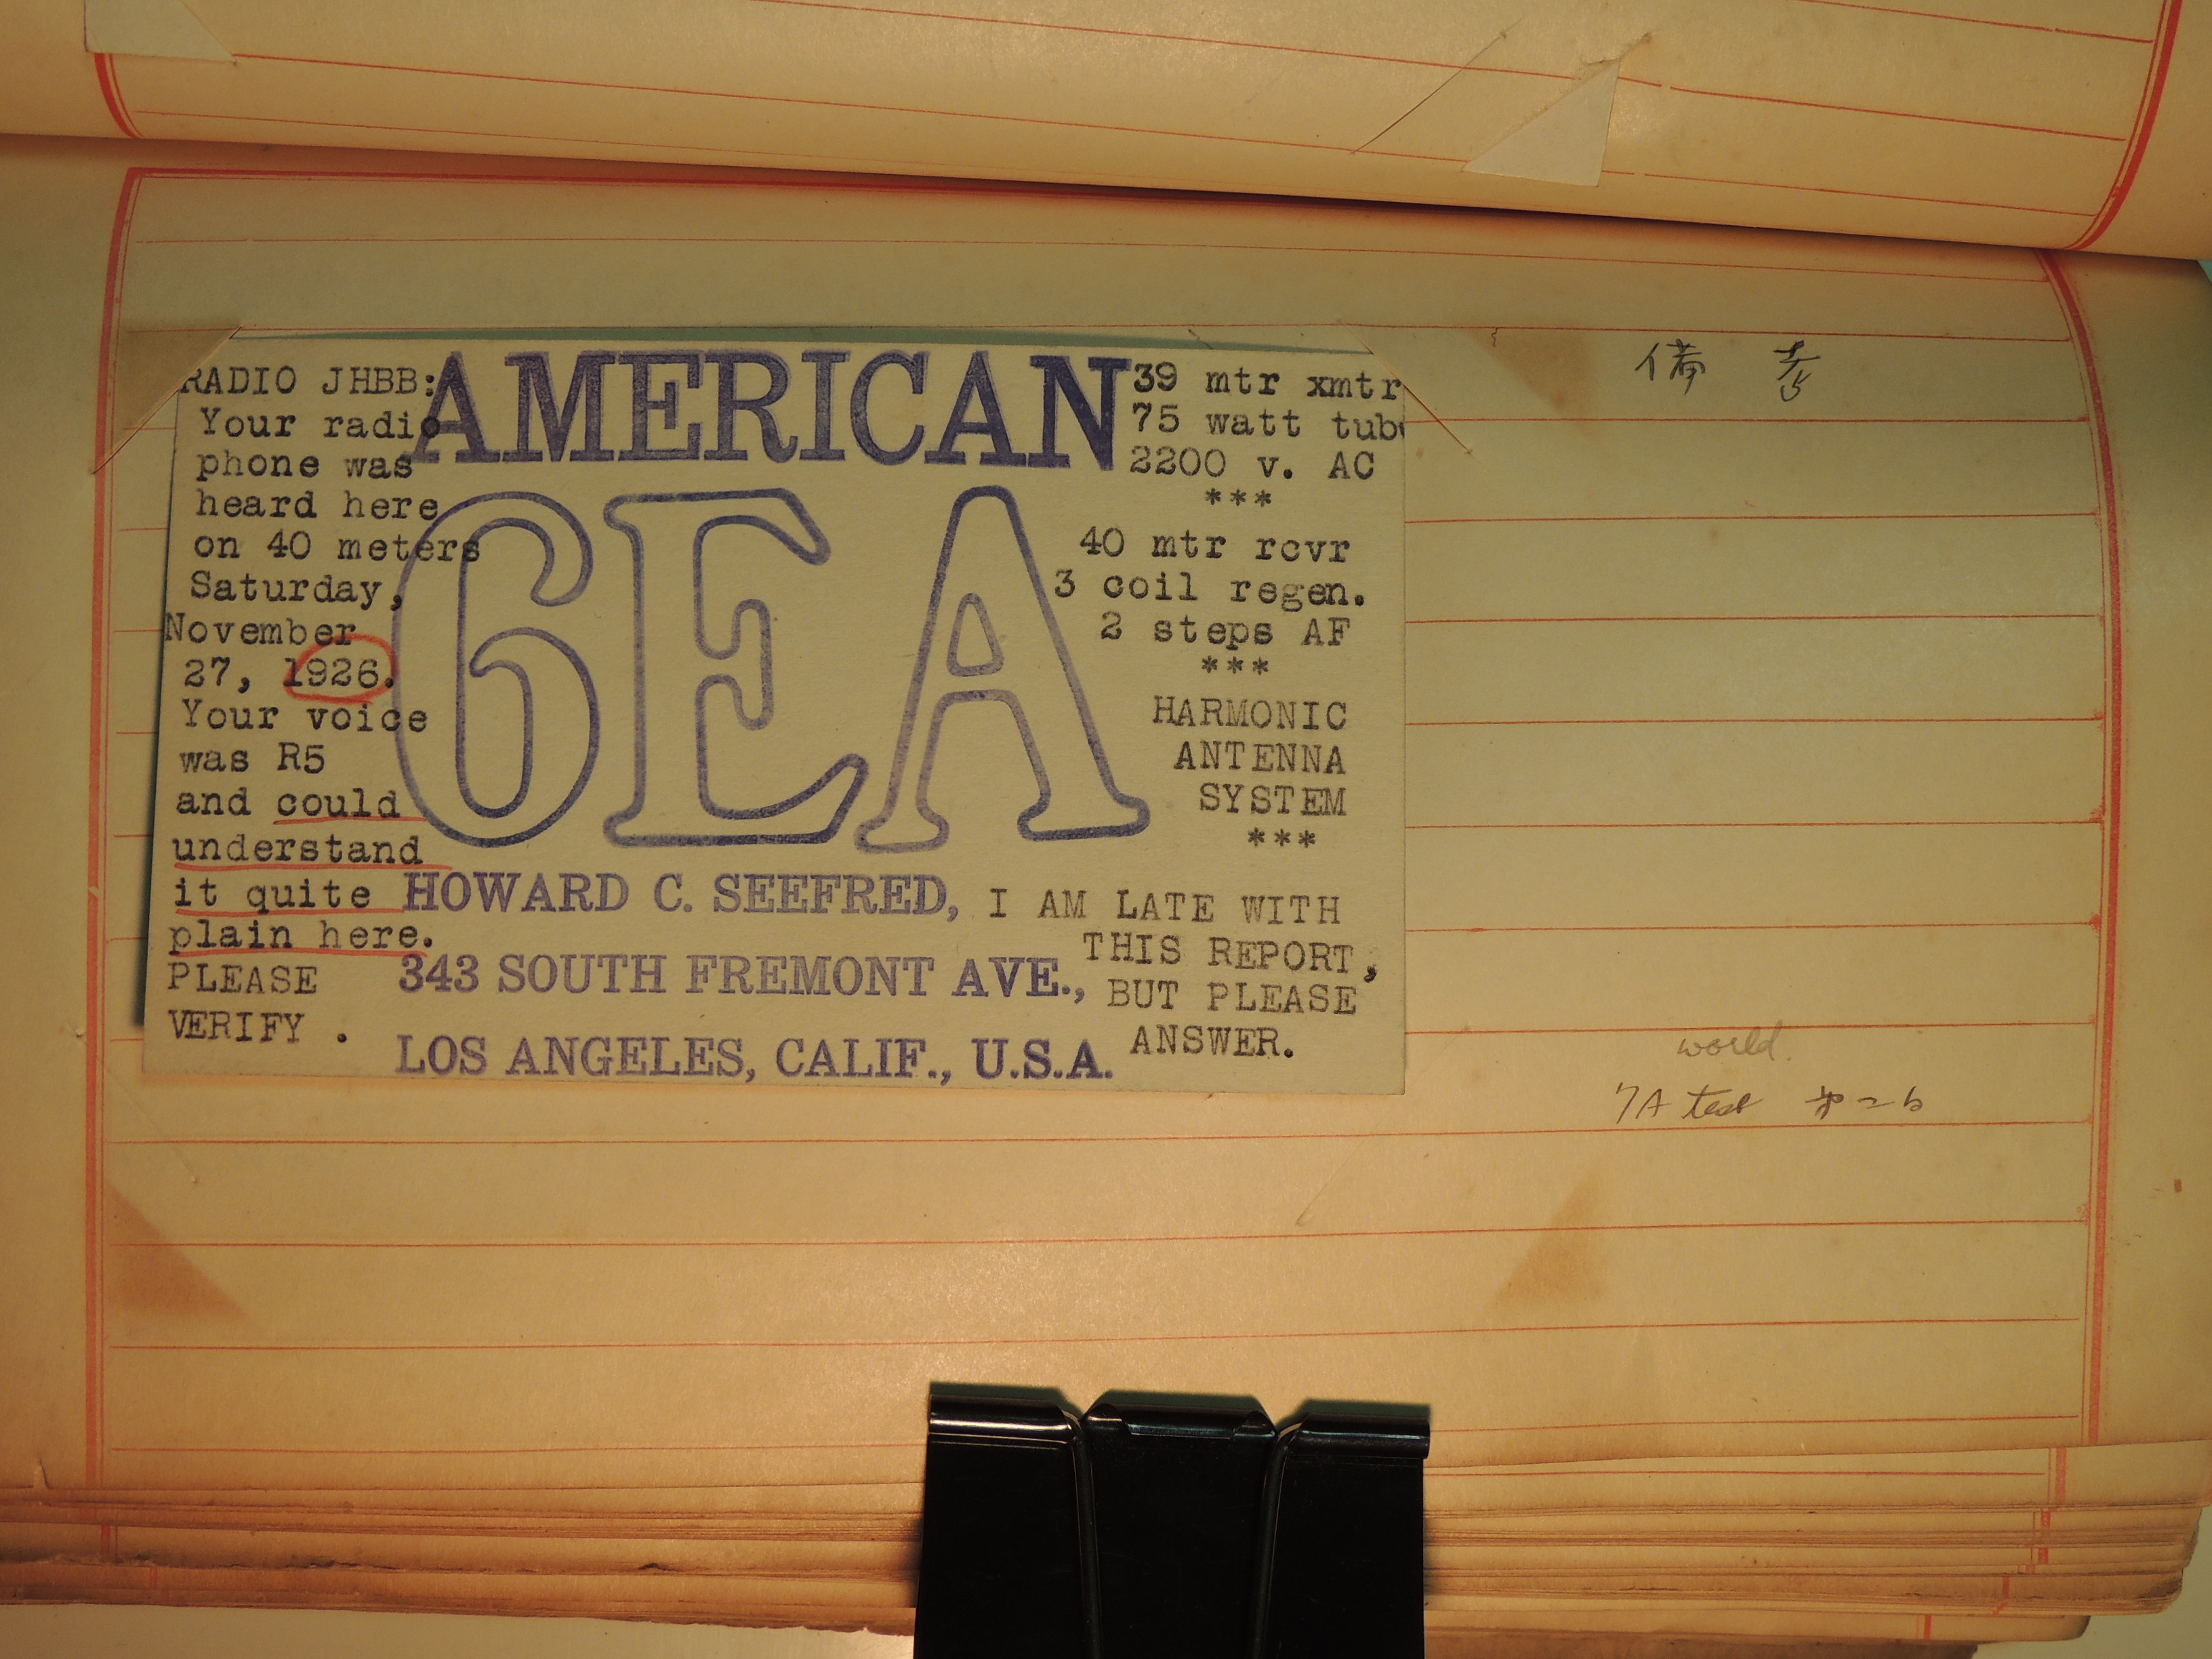 RADIO JHBB:
Your radio
phone was
heard here
on 40 meters
Saturday,
November
27, 1926.
Your voice
was R5
and could
understand
it quite
plain here.
PLEASE
VERIFY .
AMERICAN
6EA
HOWARD C. SEEFRED,
343 SOUTH FREMONT AVE.,
LOS ANGELES, CALIF., U.S.A.
39 mtr xmtr
75 watt tube
2200 v. AC
***
40 mtr rcvr
3 coil regen.
2 steps AF
***
HARMONIC
ANTENNA
SYSTEM
***
I AM LATE WITH
THIS REPORT,
BUT PLEASE
ANSWER.
備考
world.
7A test